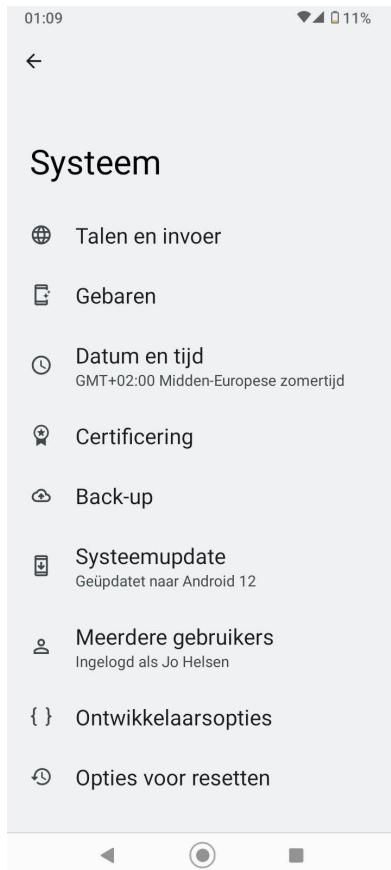 01:09 11%
Systeem
Talen en invoer
Gebaren
Datum en tijd
GMT+02:00 Midden-Europese zomertijd
Certificering
Back-up
Systeemupdate
Geüpdatet naar Android 12
Meerdere gebruikers
Ingelogd als Jo Helsen
{ } Ontwikkelaarsopties
Opties voor resetten